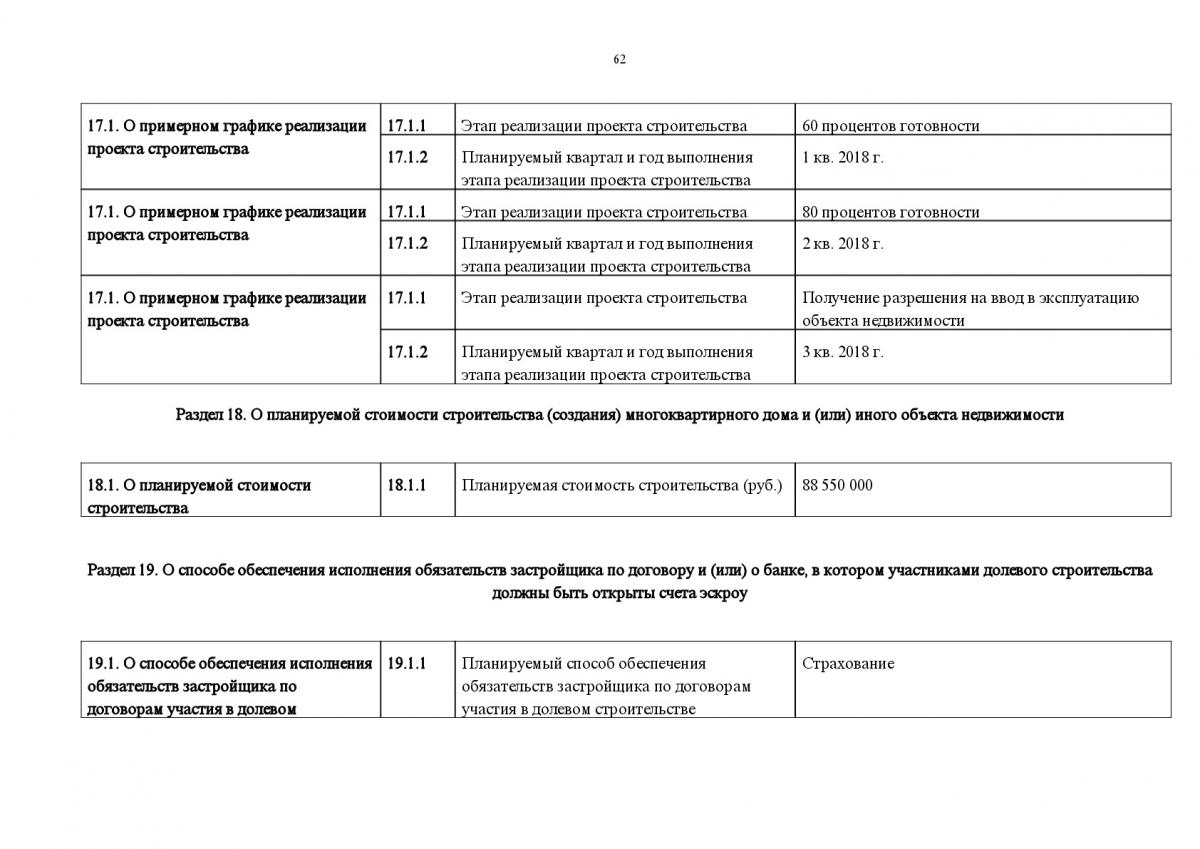 62
17.1. О примерном графике реализации
проекта строительства
17.1.1
Этап реализации проекта строительства
60 процентов готовности
17.1.2
Планируемый квартал и год выполнения
этапа реализации проекта строительства
1 кв. 2018 г.
17.1. О примерном графике реализации
проекта строительства
17.1.1
Этап реализации проекта строительства
80 процентов готовности
17.1.2
Планируемый квартал и год выполнения
этапа реализации проекта строительства
2 кв. 2018 г.
17.1. О примерном графике реализации
проекта строительства
17.1.1
Этап реализации проекта строительства
Получение разрешения на ввод в эксплуатацию
объекта недвижимости
17.1.2
Планируемый квартал и год выполнения
этапа реализации проекта строительства
3 кв. 2018 г.
Раздел 18. О планируемой стоимости строительства (создания) многоквартирного дома и (или) иного объекта недвижимости
18.1. О планируемой стоимости
строительства
18.1.1
Планируемая стоимость строительства (руб.)
88 550 000
Раздел 19. О способе обеспечения исполнения обязательств застройщика по договору и (или) о банке, в котором участниками долевого строительства
должны быть открыты счета эскроу
19.1. О способе обеспечения исполнения
обязательств застройщика по
договорам участия в долевом
19.1.1
Планируемый способ обеспечения
обязательств застройщика по договорам
участия в долевом строительстве
Страхование